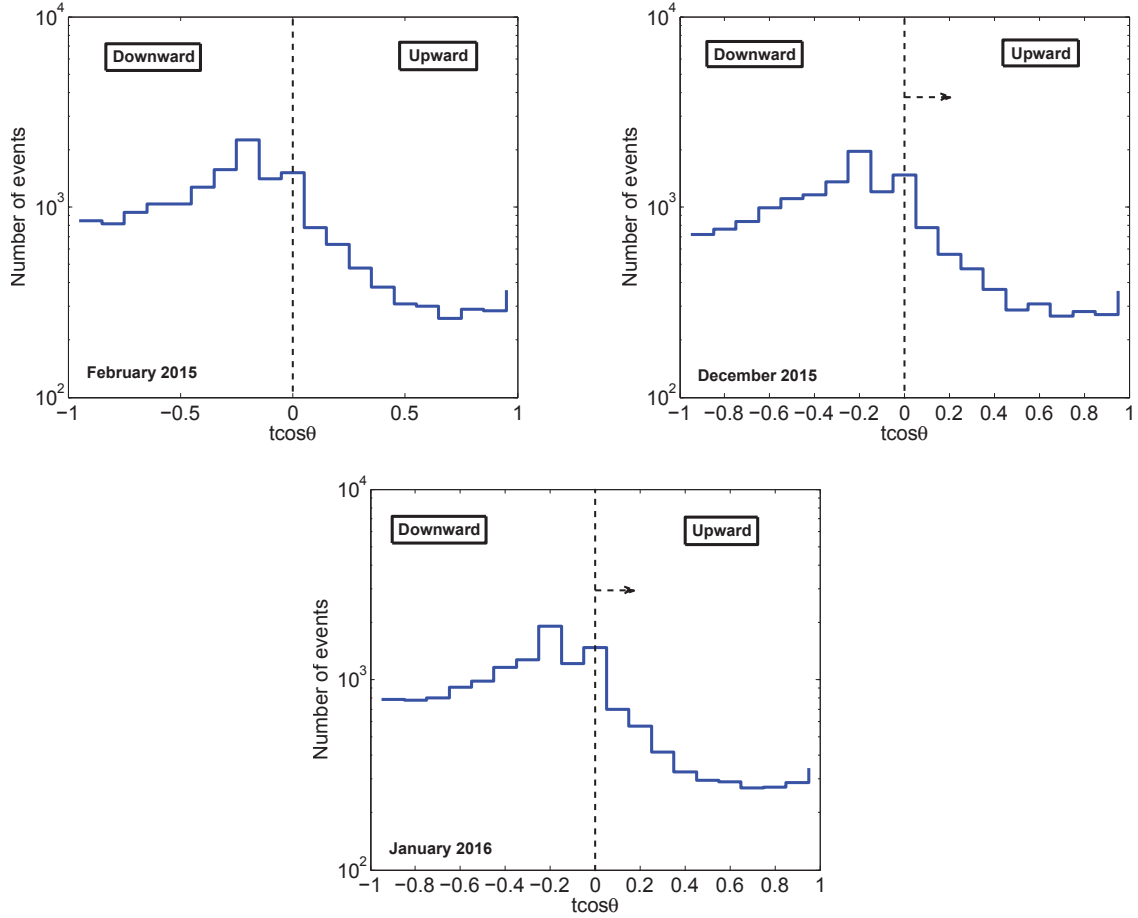 10^4
Downward
Upward
10^3
Number of events
February 2015
10^2
−1 −0.5 0 0.5 1
tcosθ
10^4
Downward
Upward
10^3
Number of events
December 2015
10^2
−1 −0.8 −0.6 −0.4 −0.2 0 0.2 0.4 0.6 0.8 1
tcosθ
10^4
Downward
Upward
10^3
Number of events
January 2016
10^2
−1 −0.8 −0.6 −0.4 −0.2 0 0.2 0.4 0.6 0.8 1
tcosθ